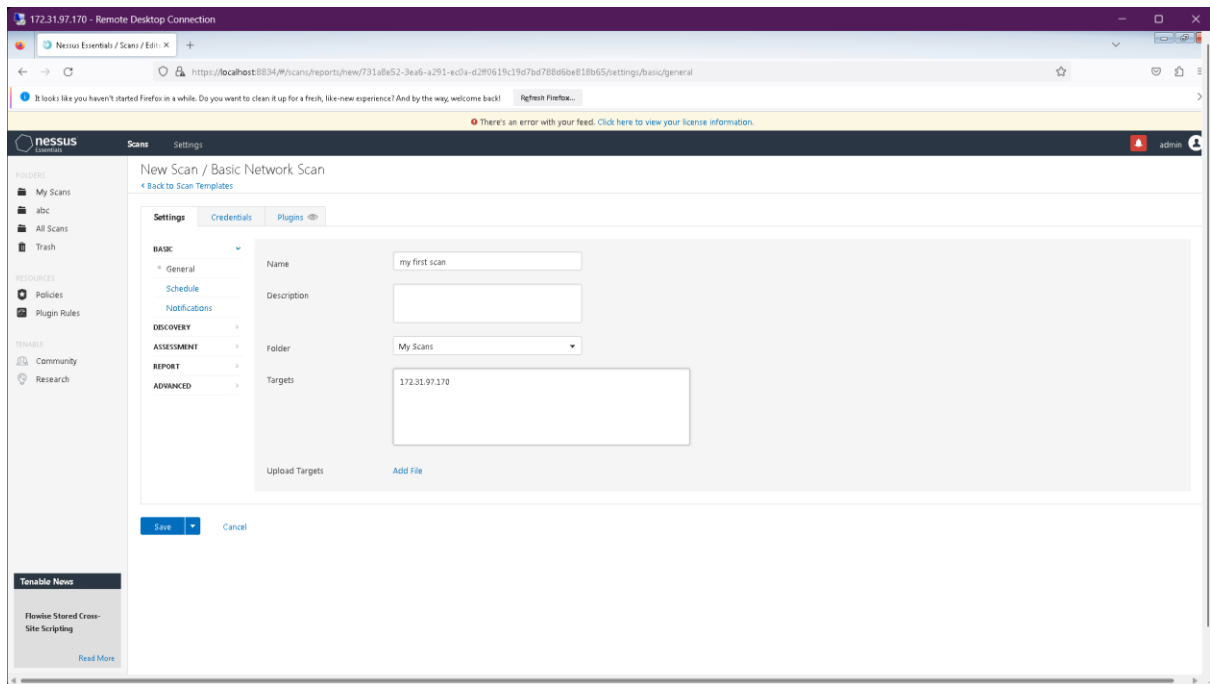 172.31.97.170 - Remote Desktop Connection
Nessus Essentials / Scans / Edit:
https://localhost:8834/#/scans/reports/new/731a8e52-3ea6-a291-ec0a-d2ff0619c19d7bd788d6be818b65/settings/basic/general
It looks like you haven't started Firefox in a while. Do you want to clean it up for a fresh, like-new experience? And by the way, welcome back! Refresh Firefox...
There's an error with your feed. Click here to view your license information.
nessus Scans Settings admin
Essentials
FOLDERS
My Scans
abc
All Scans
Trash
RESOURCES
Policies
Plugin Rules
TENABLE
Community
Research
New Scan / Basic Network Scan
Back to Scan Templates
Settings Credentials Plugins
BASIC
General
Schedule
Notifications
DISCOVERY
ASSESSMENT
REPORT
ADVANCED
Name my first scan
Description
Folder My Scans
Targets 172.31.97.170
Upload Targets Add File
Save Cancel
Tenable News
Flowise Stored Cross-
Site Scripting
Read More